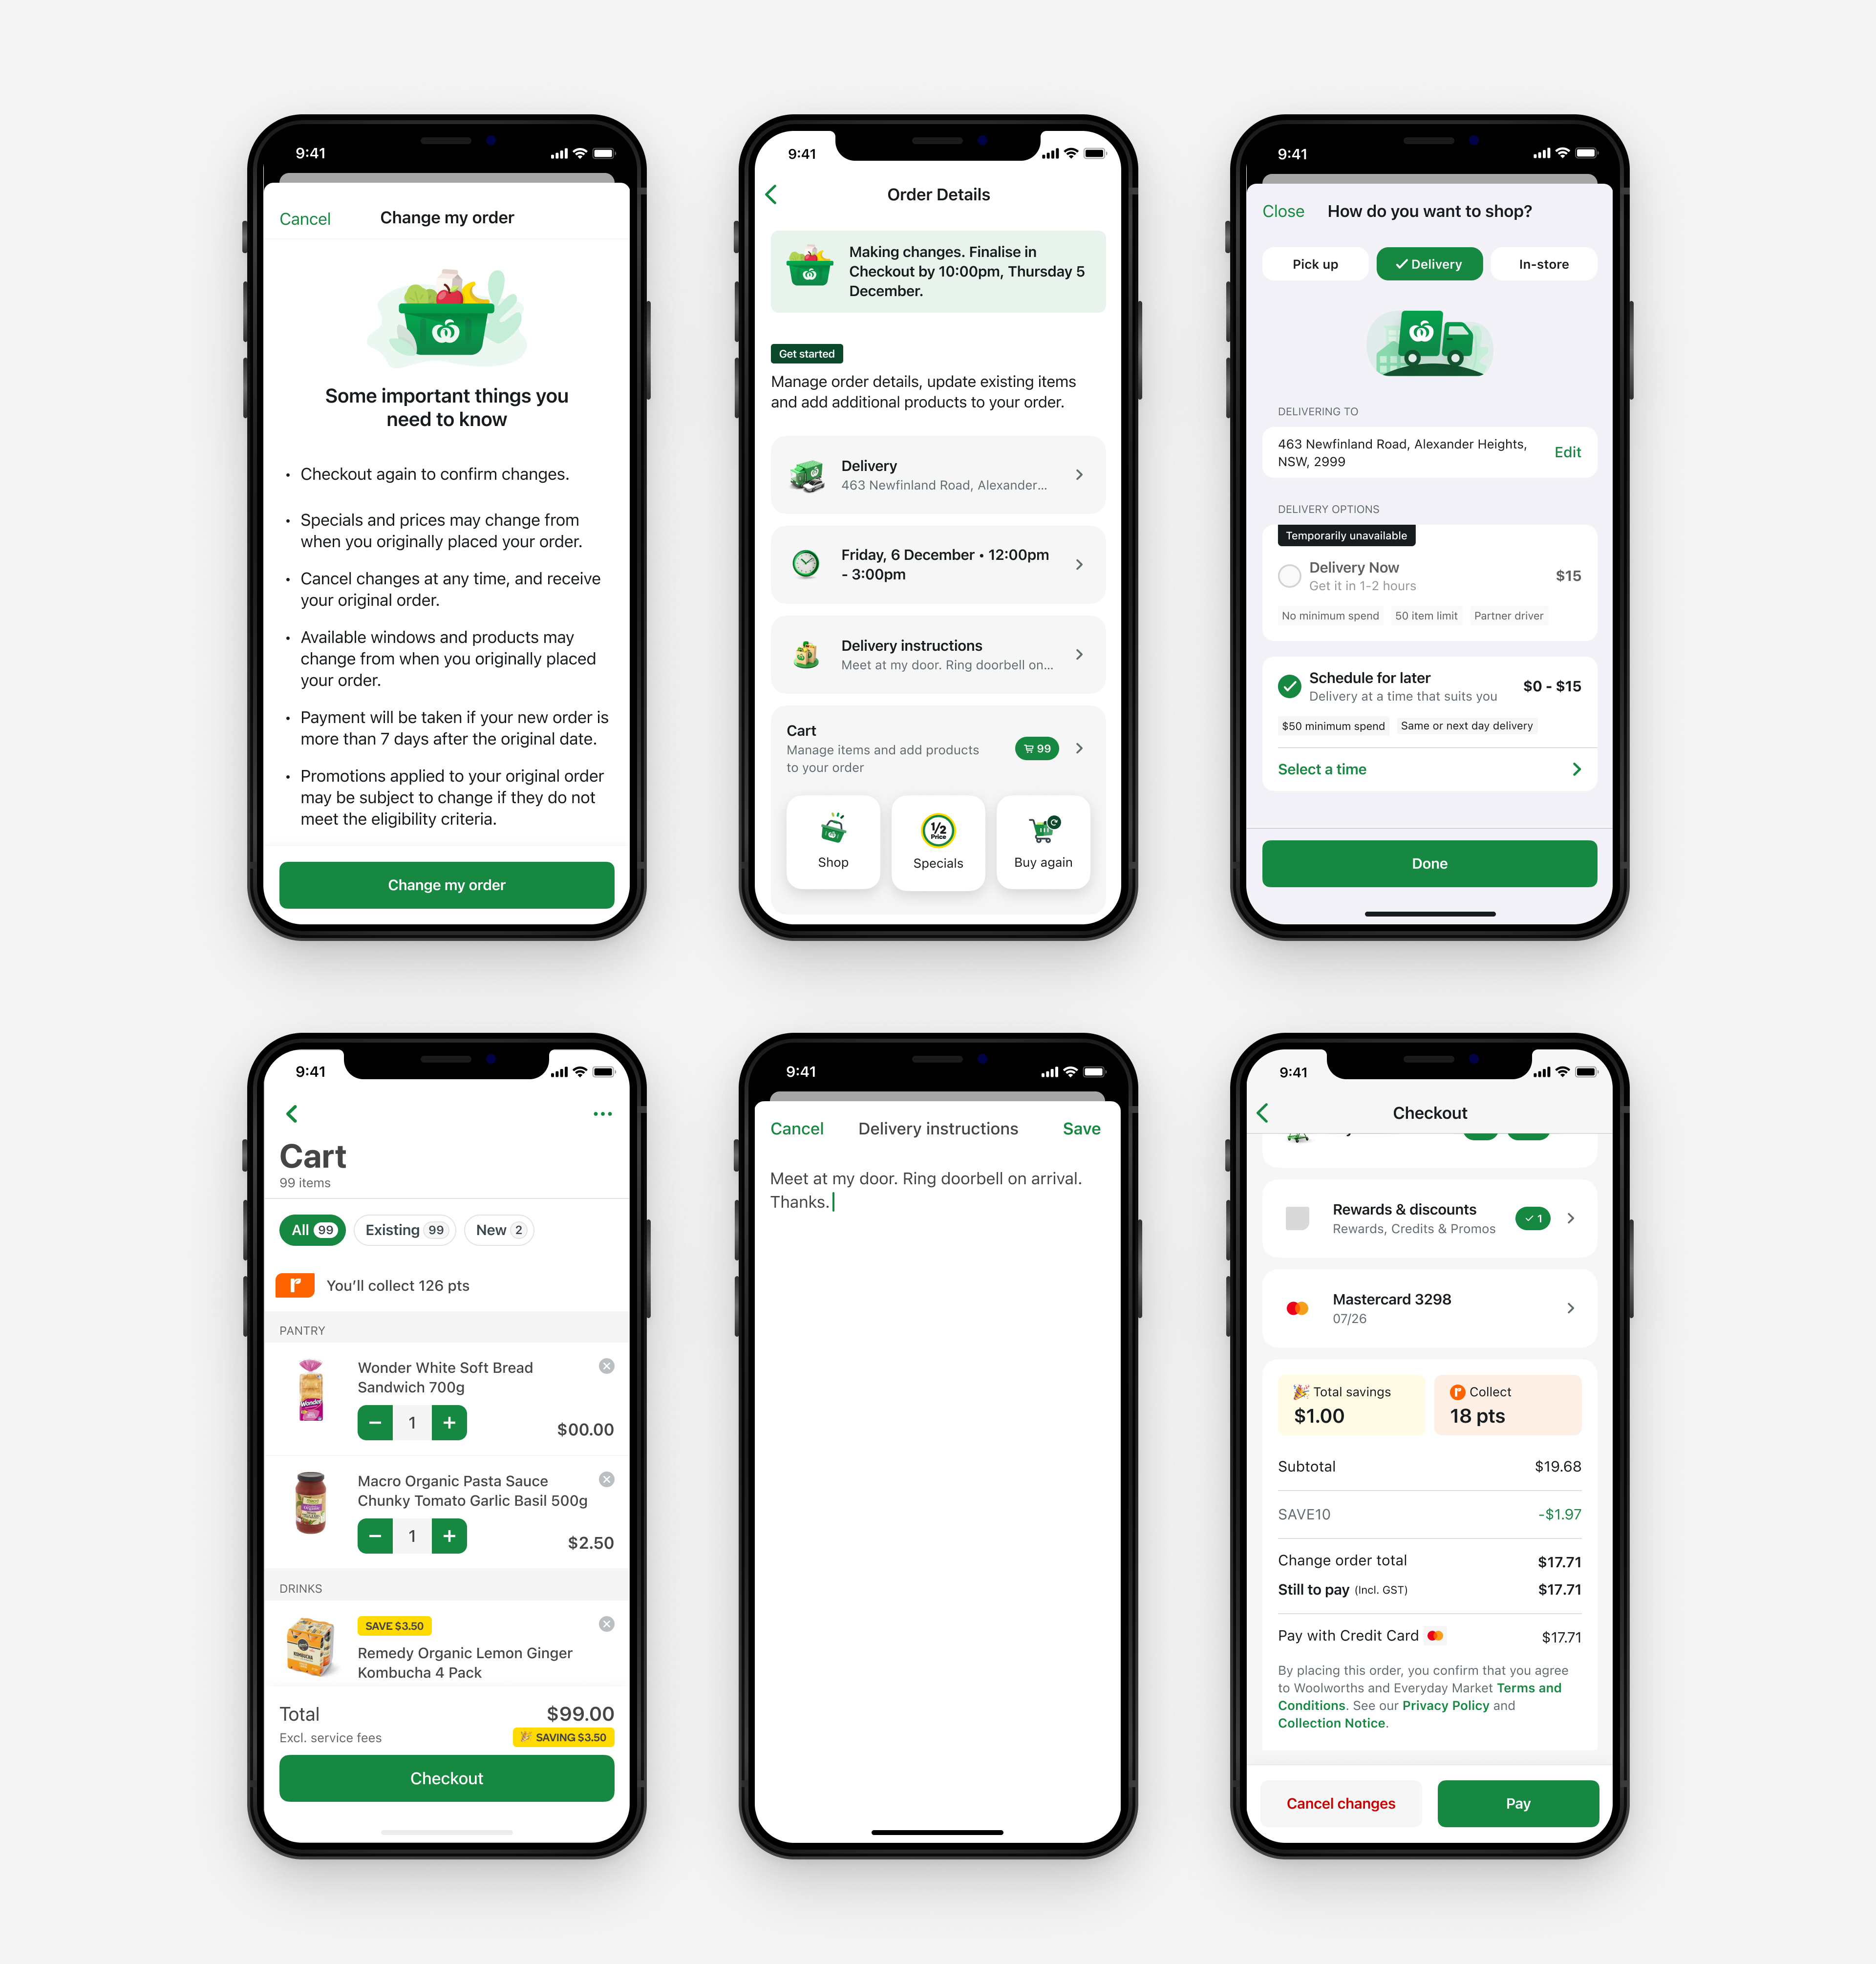 9:41
Cancel
Change my order
Some important things you
need to know
• Checkout again to confirm changes.
• Specials and prices may change from
when you originally placed your order.
• Cancel changes at any time, and receive
your original order.
• Available windows and products may
change from when you originally placed
your order.
• Payment will be taken if your new order is
more than 7 days after the original date.
• Promotions applied to your original order
may be subject to change if they do not
meet the eligibility criteria.
Change my order
9:41
Order Details
Making changes. Finalise in
Checkout by 10:00pm, Thursday 5
December.
Get started
Manage order details, update existing items
and add additional products to your order.
Delivery
463 Newfinland Road, Alexander...
Friday, 6 December • 12:00pm
- 3:00pm
Delivery instructions
Meet at my door. Ring doorbell on...
Cart
Manage items and add products
to your order
99
1/2
Price
Shop
Specials
Buy again
9:41
Close
How do you want to shop?
Pick up
Delivery
In-store
DELIVERING TO
463 Newfinland Road, Alexander Heights,
NSW, 2999
Edit
DELIVERY OPTIONS
Temporarily unavailable
Delivery Now
$15
Get it in 1-2 hours
No minimum spend
50 item limit
Partner driver
Schedule for later
$0 - $15
Delivery at a time that suits you
$50 minimum spend
Same or next day delivery
Select a time
Done
9:41
Cart
99 items
All 99
Existing 99
New 2
You'll collect 126 pts
PANTRY
Wonder White Soft Bread
Sandwich 700g
1
$00.00
Macro Organic Pasta Sauce
Chunky Tomato Garlic Basil 500g
1
$2.50
DRINKS
SAVE $3.50
Remedy Organic Lemon Ginger
Kombucha 4 Pack
Total
$99.00
Excl. service fees
SAVING $3.50
Checkout
9:41
Cancel
Delivery instructions
Save
Meet at my door. Ring doorbell on arrival.
Thanks.
9:41
Checkout
Rewards & discounts
Rewards, Credits & Promos
1
Mastercard 3298
07/26
Total savings
$1.00
Collect
18 pts
Subtotal
$19.68
SAVE10
-$1.97
Change order total
$17.71
Still to pay (Incl. GST)
$17.71
Pay with Credit Card
$17.71
By placing this order, you confirm that you agree
to Woolworths and Everyday Market Terms and
Conditions. See our Privacy Policy and
Collection Notice.
Cancel changes
Pay